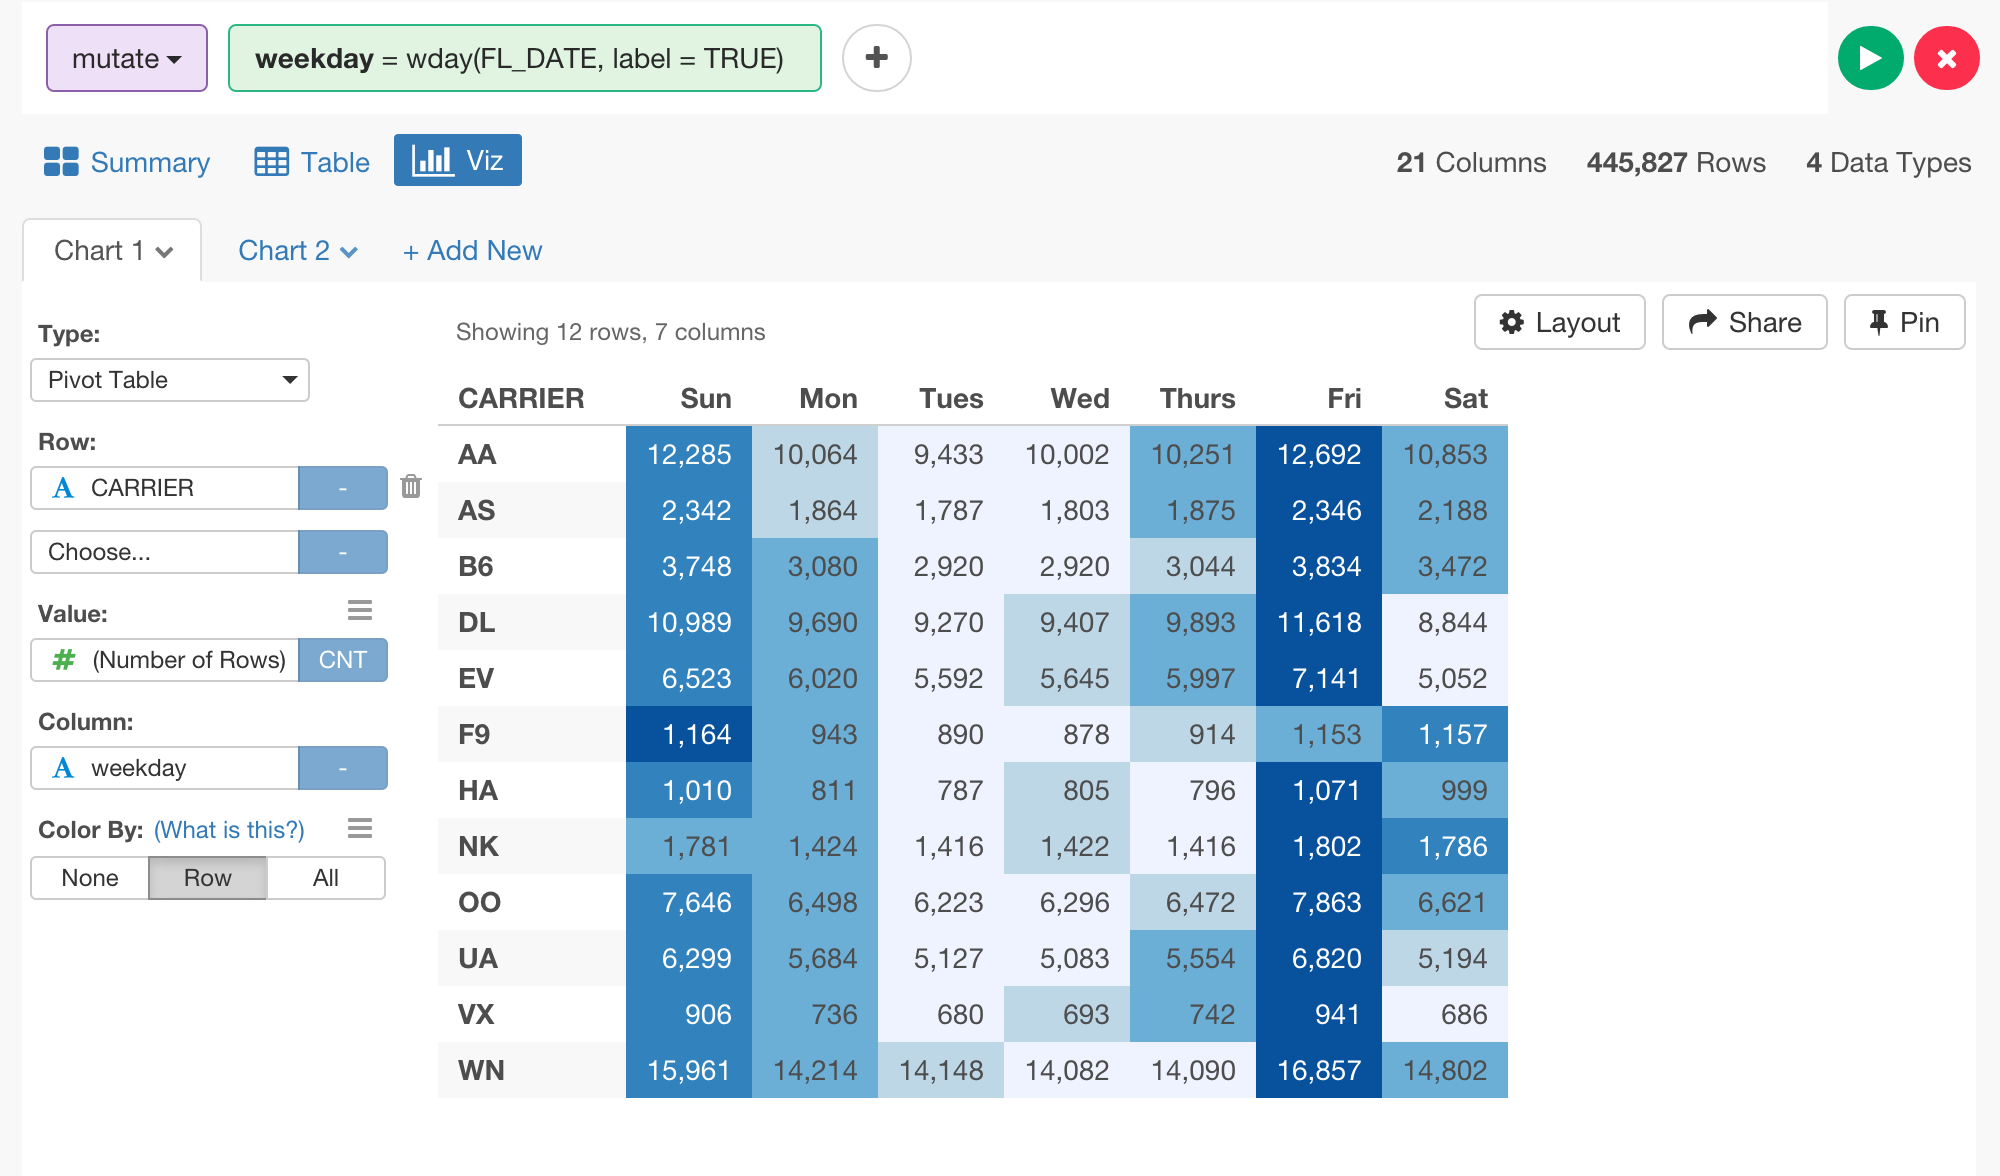 mutate weekday = wday(FL_DATE, label = TRUE) +
Summary Table Viz 21 Columns 445,827 Rows 4 Data Types
Chart 1 Chart 2 + Add New
Layout Share Pin
Type:
Pivot Table
Row:
A CARRIER -
Choose... -
Value:
# (Number of Rows) CNT
Column:
A weekday -
Color By: (What is this?)
None Row All
Showing 12 rows, 7 columns
CARRIER Sun Mon Tues Wed Thurs Fri Sat
AA 12,285 10,064 9,433 10,002 10,251 12,692 10,853
AS 2,342 1,864 1,787 1,803 1,875 2,346 2,188
B6 3,748 3,080 2,920 2,920 3,044 3,834 3,472
DL 10,989 9,690 9,270 9,407 9,893 11,618 8,844
EV 6,523 6,020 5,592 5,645 5,997 7,141 5,052
F9 1,164 943 890 878 914 1,153 1,157
HA 1,010 811 787 805 796 1,071 999
NK 1,781 1,424 1,416 1,422 1,416 1,802 1,786
OO 7,646 6,498 6,223 6,296 6,472 7,863 6,621
UA 6,299 5,684 5,127 5,083 5,554 6,820 5,194
VX 906 736 680 693 742 941 686
WN 15,961 14,214 14,148 14,082 14,090 16,857 14,802